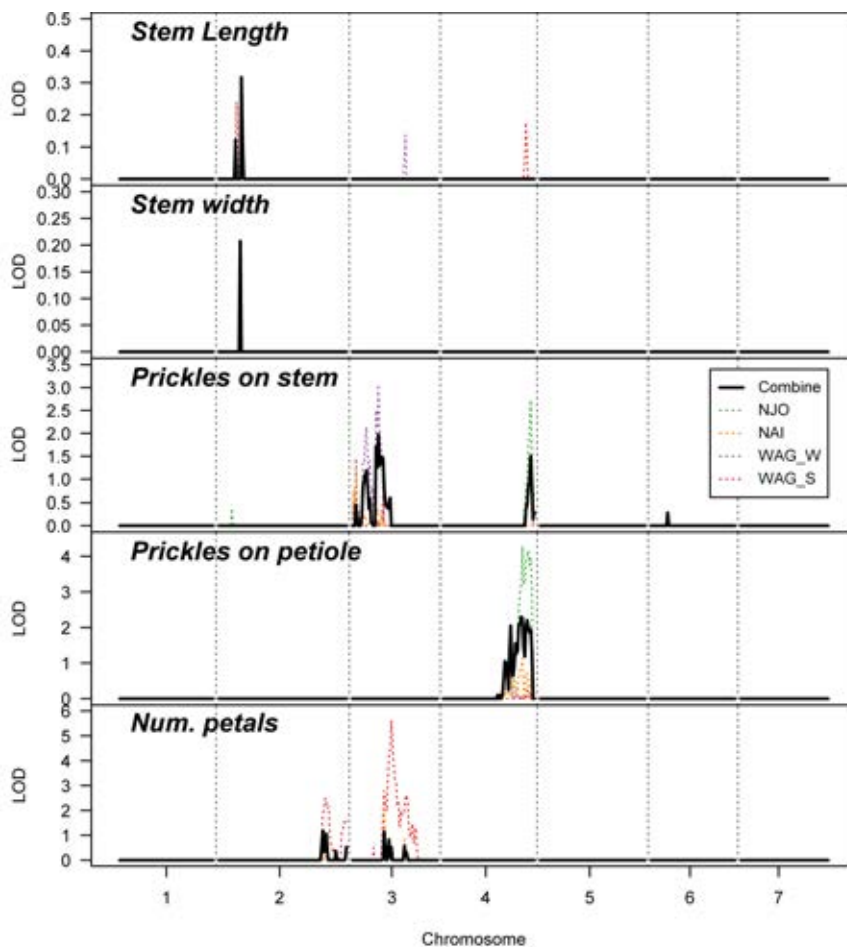 Stem Length
LOD
0.5
0.4
0.3
0.2
0.1
0.0
Stem width
LOD
0.30
0.25
0.20
0.15
0.10
0.05
0.00
Prickles on stem
LOD
3.5
3.0
2.5
2.0
1.5
1.0
0.5
0.0
Combine
NJO
NAI
WAG_W
WAG_S
Prickles on petiole
LOD
4
3
2
1
0
Num. petals
LOD
6
5
4
3
2
1
0
1 2 3 4 5 6 7
Chromosome